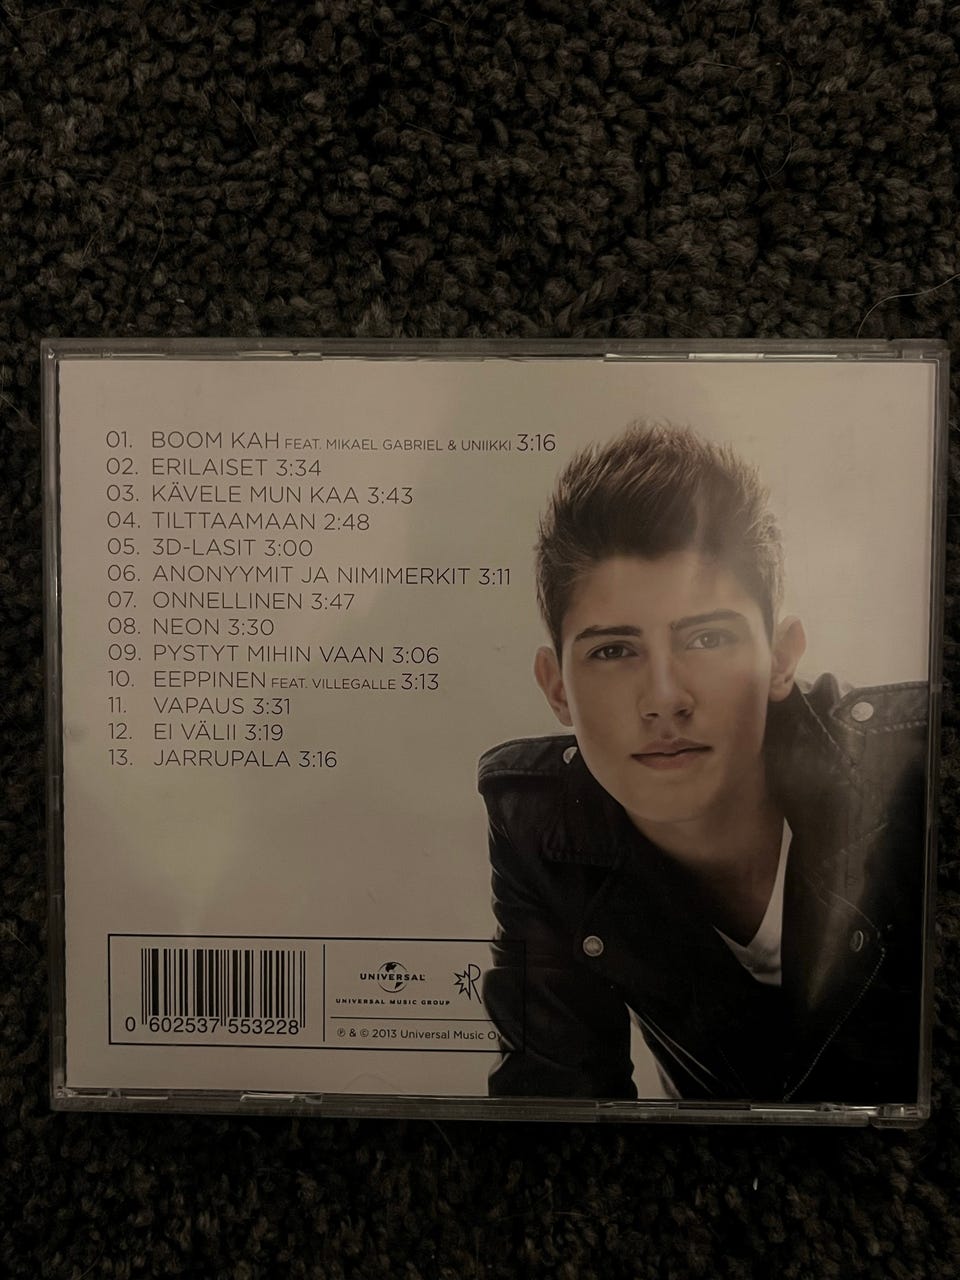 01. BOOM KAH FEAT. MIKAEL GABRIEL & UNIIKKI 3:16
02. ERILAISET 3:34
03. KÄVELE MUN KAA 3:43
04. TILTTAAMAAN 2:48
05. 3D-LASIT 3:00
06. ANONYYMIT JA NIMIMERKIT 3:11
07. ONNELLINEN 3:47
08. NEON 3:30
09. PYSTYT MIHIN VAAN 3:06
10. EEPPINEN FEAT. VILLEGALLE 3:13
11. VAPAUS 3:31
12. EI VÄLII 3:19
13. JARRUPALA 3:16
0 602537 553228
UNIVERSAL
UNIVERSAL MUSIC GROUP
R
℗ & © 2013 Universal Music Oy